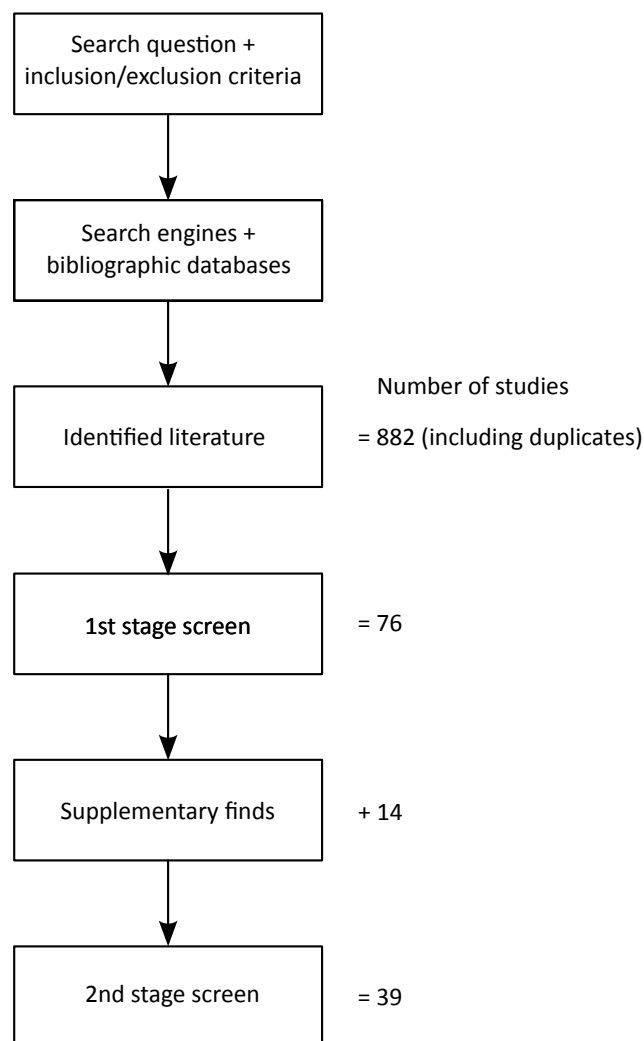 Search question +
inclusion/exclusion criteria
Search engines +
bibliographic databases
Number of studies
Identified literature
= 882 (including duplicates)
1st stage screen
= 76
Supplementary finds
+ 14
2nd stage screen
= 39